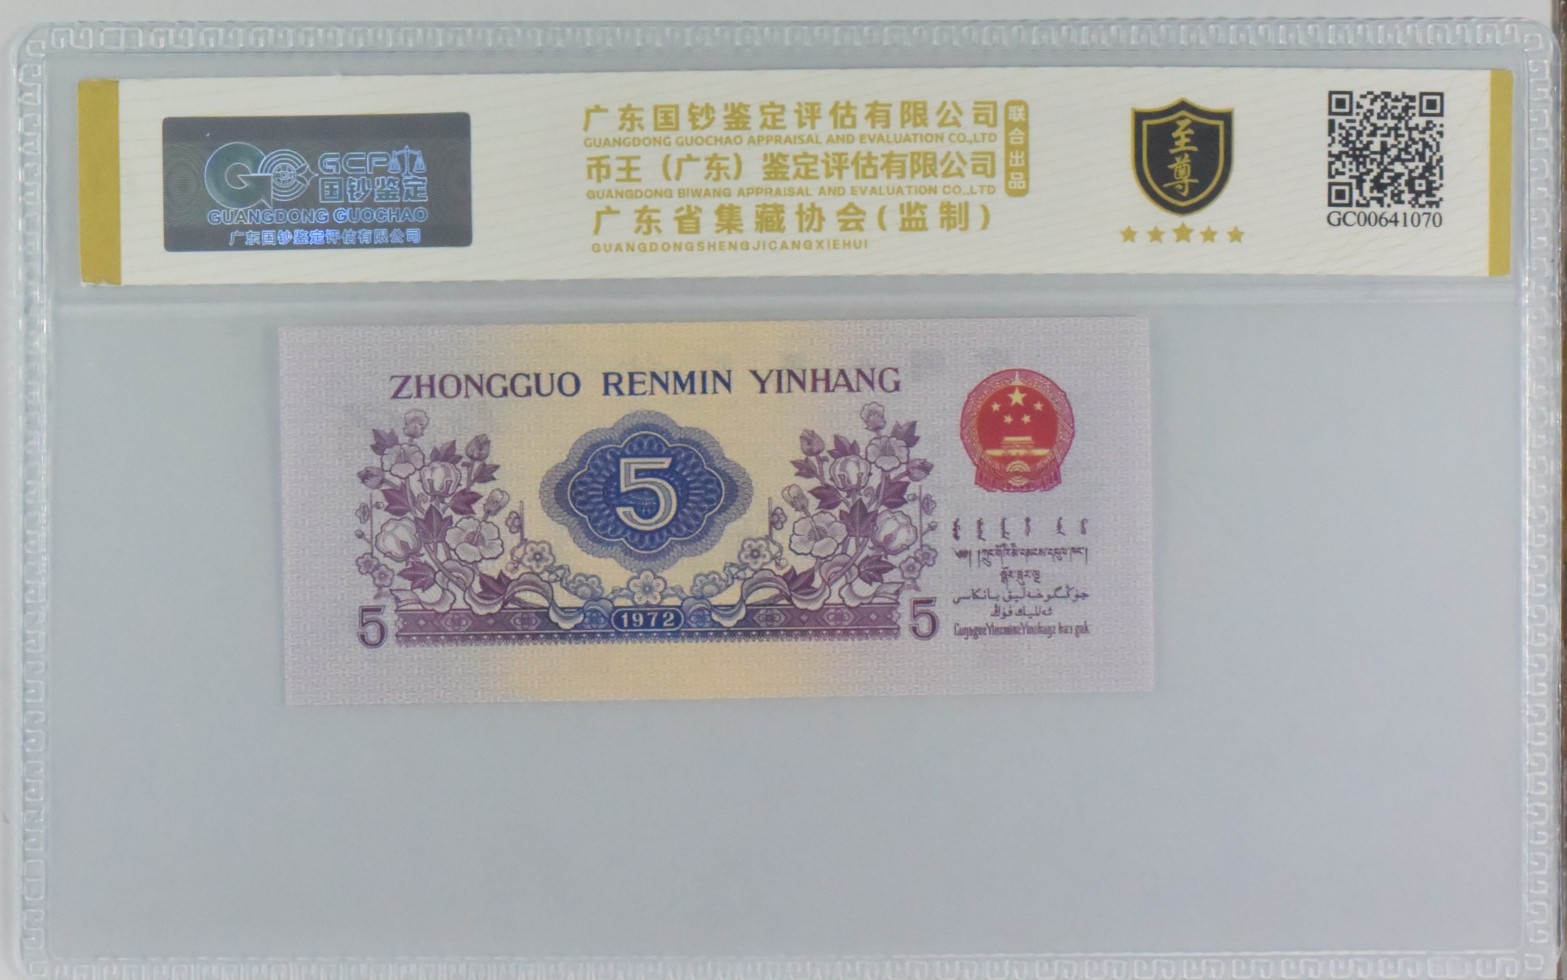 GCP
国钞鉴定
GUANGDONG GUOCHAO
广东国钞鉴定评估有限公司
广东国钞鉴定评估有限公司
GUANGDONG GUOCHAO APPRAISAL AND EVALUATION CO.,LTD
币王（广东）鉴定评估有限公司
GUANGDONG BIWANG APPRAISAL AND EVALUATION CO.,LTD
联合出品
广东省集藏协会(监制)
GUANGDONGSHENGJICANGXIEHUI
至尊
GC00641070
ZHONGGUO RENMIN YINHANG
5
5
1972
5